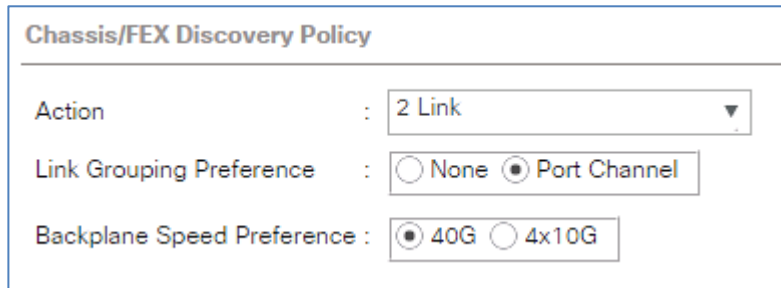 Chassis/FEX Discovery Policy
Action : 2 Link
Link Grouping Preference : None Port Channel
Backplane Speed Preference : 40G 4x10G